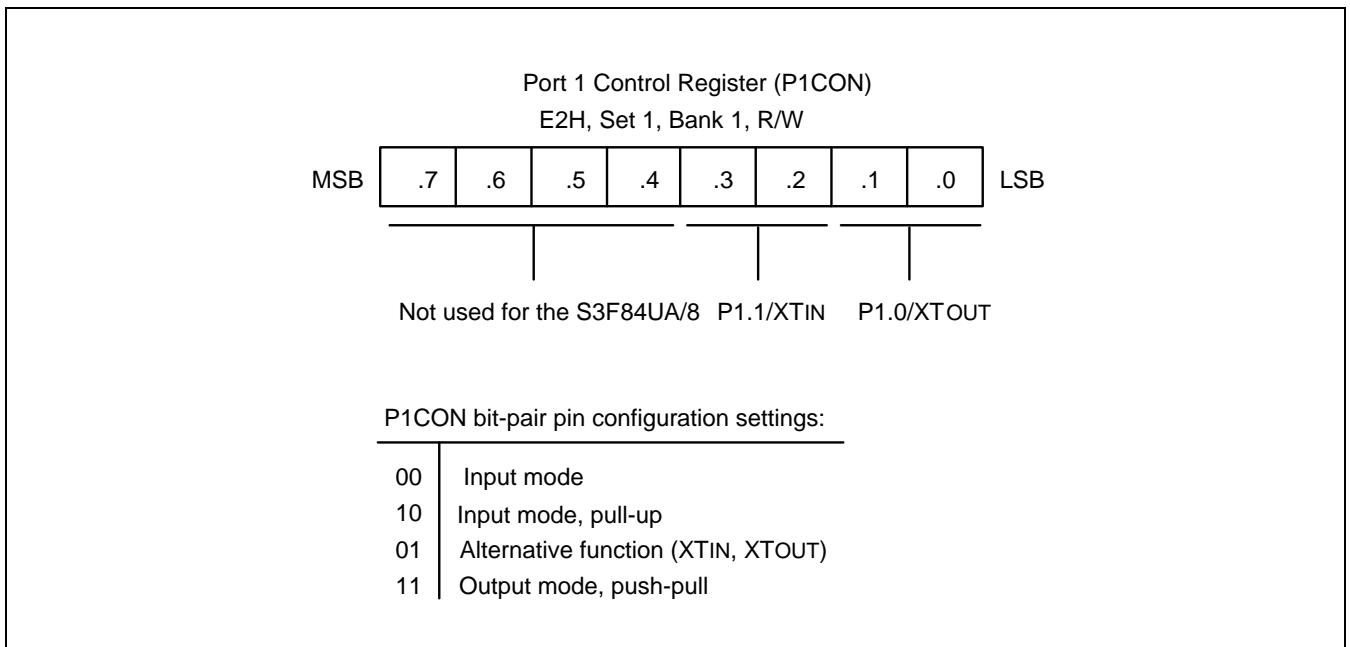 Port 1 Control Register (P1CON)
E2H, Set 1, Bank 1, R/W
MSB .7 .6 .5 .4 .3 .2 .1 .0 LSB
Not used for the S3F84UA/8 P1.1/XTIN P1.0/XTOUT
P1CON bit-pair pin configuration settings:
00 Input mode
10 Input mode, pull-up
01 Alternative function (XTIN, XTOUT)
11 Output mode, push-pull